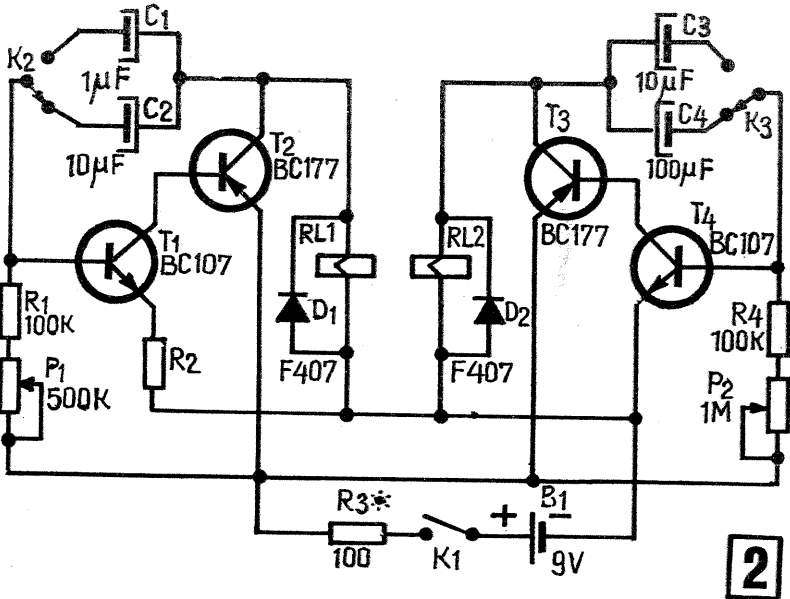 C1
K2
1µF
C2
10µF
T2
BC177
T1
BC107
R1
100K
P1
500K
R2
RL1
D1
F407
C3
10µF
C4
K3
100µF
T3
BC177
T4
BC107
RL2
D2
F407
R4
100K
P2
1M
R3*
100
K1
+
B1
−
9V
2